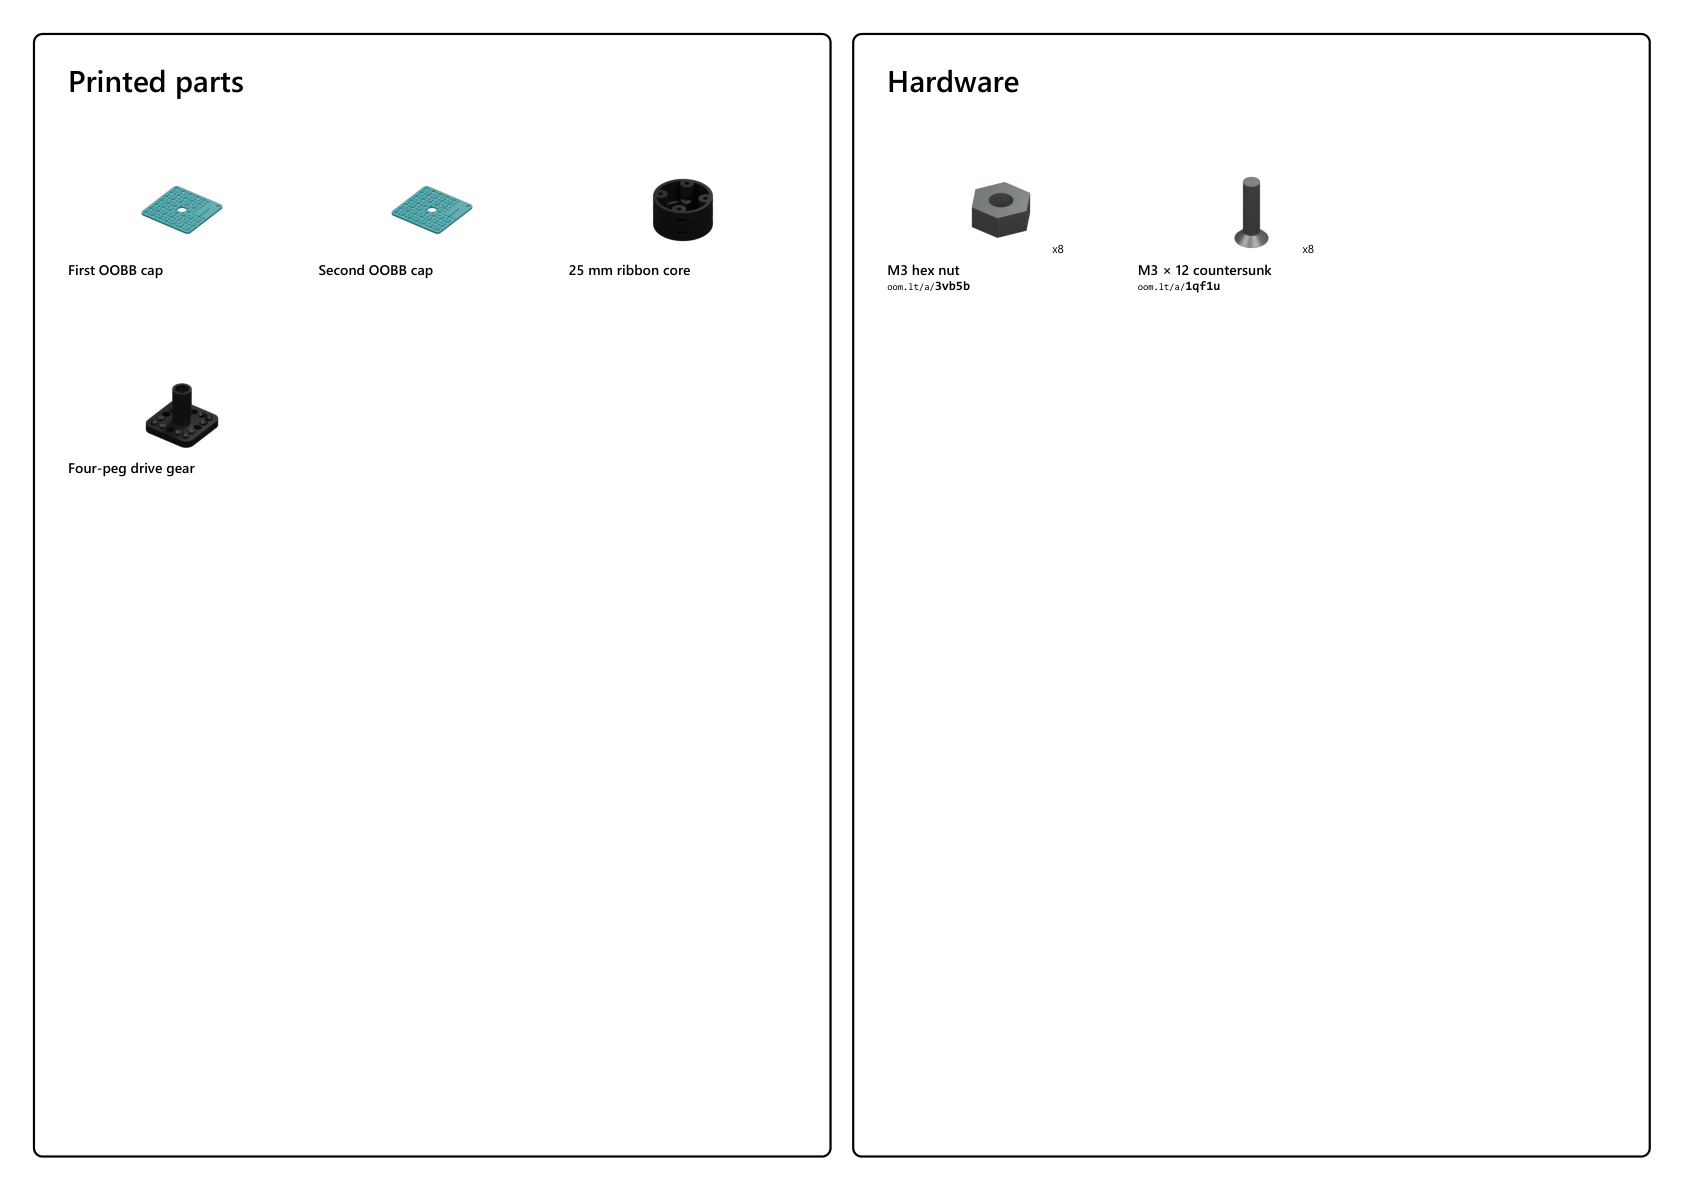 Printed parts
First OOBB cap
Second OOBB cap
25 mm ribbon core
Four-peg drive gear
Hardware
x8
M3 hex nut
oom.lt/a/3vb5b
x8
M3 × 12 countersunk
oom.lt/a/1qf1u